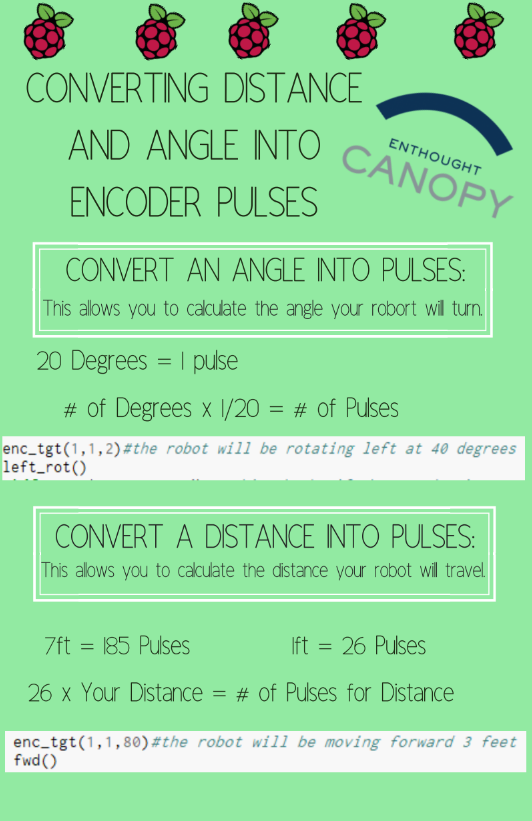 CONVERTING DISTANCE
AND ANGLE INTO
ENCODER PULSES
ENTHOUGHT
CANOPY
CONVERT AN ANGLE INTO PULSES:
This allows you to calculate the angle your robort will turn.
20 Degrees = 1 pulse
# of Degrees x 1/20 = # of Pulses
enc_tgt(1,1,2)#the robot will be rotating left at 40 degrees
left_rot()
CONVERT A DISTANCE INTO PULSES:
This allows you to calculate the distance your robot will travel.
7ft = 185 Pulses
1ft = 26 Pulses
26 x Your Distance = # of Pulses for Distance
enc_tgt(1,1,80)#the robot will be moving forward 3 feet
fwd()